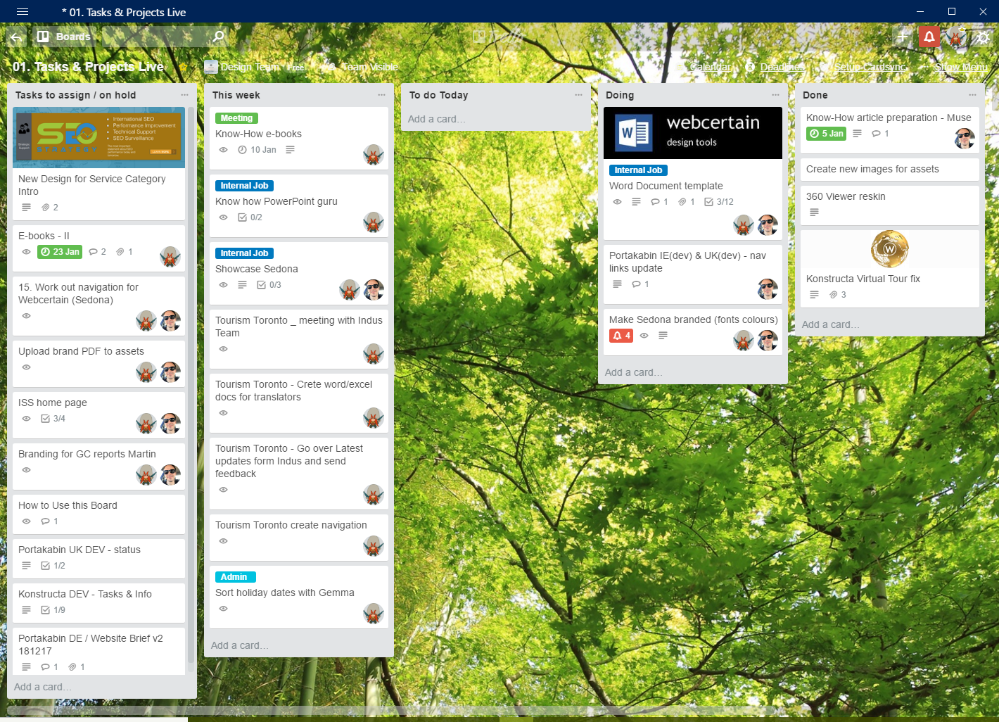 * 01. Tasks & Projects Live
Boards
01. Tasks & Projects Live
Design Team
Free
Team Visible
Calendar
Deadlines
Setup Cardsync
Show Menu
Tasks to assign / on hold
SEO
STRATEGY
Strategic
Support
• International SEO
• Performance Improvement
• Technical Support
• SEO Surveillance
New Design for Service Category
Intro
2
E-books - II
23 Jan
2
1
15. Work out navigation for
Webcertain (Sedona)
Upload brand PDF to assets
ISS home page
3/4
Branding for GC reports Martin
How to Use this Board
1
Portakabin UK DEV - status
1/2
Konstructa DEV - Tasks & Info
1/9
Portakabin DE / Website Brief v2
181217
1
1
Add a card...
This week
Meeting
Know-How e-books
10 Jan
Internal Job
Know how PowerPoint guru
0/2
Internal Job
Showcase Sedona
0/3
Tourism Toronto _ meeting with Indus
Team
Tourism Toronto - Crete word/excel
docs for translators
Tourism Toronto - Go over Latest
updates form Indus and send
feedback
Tourism Toronto create navigation
Admin
Sort holiday dates with Gemma
Add a card...
To do Today
Add a card...
Doing
W
webcertain
design tools
Internal Job
Word Document template
1
1
3/12
Portakabin IE(dev) & UK(dev) - nav
links update
1
Make Sedona branded (fonts colours)
4
Add a card...
Done
Know-How article preparation - Muse
5 Jan
1
Create new images for assets
360 Viewer reskin
W
Konstructa Virtual Tour fix
3
Add a card...